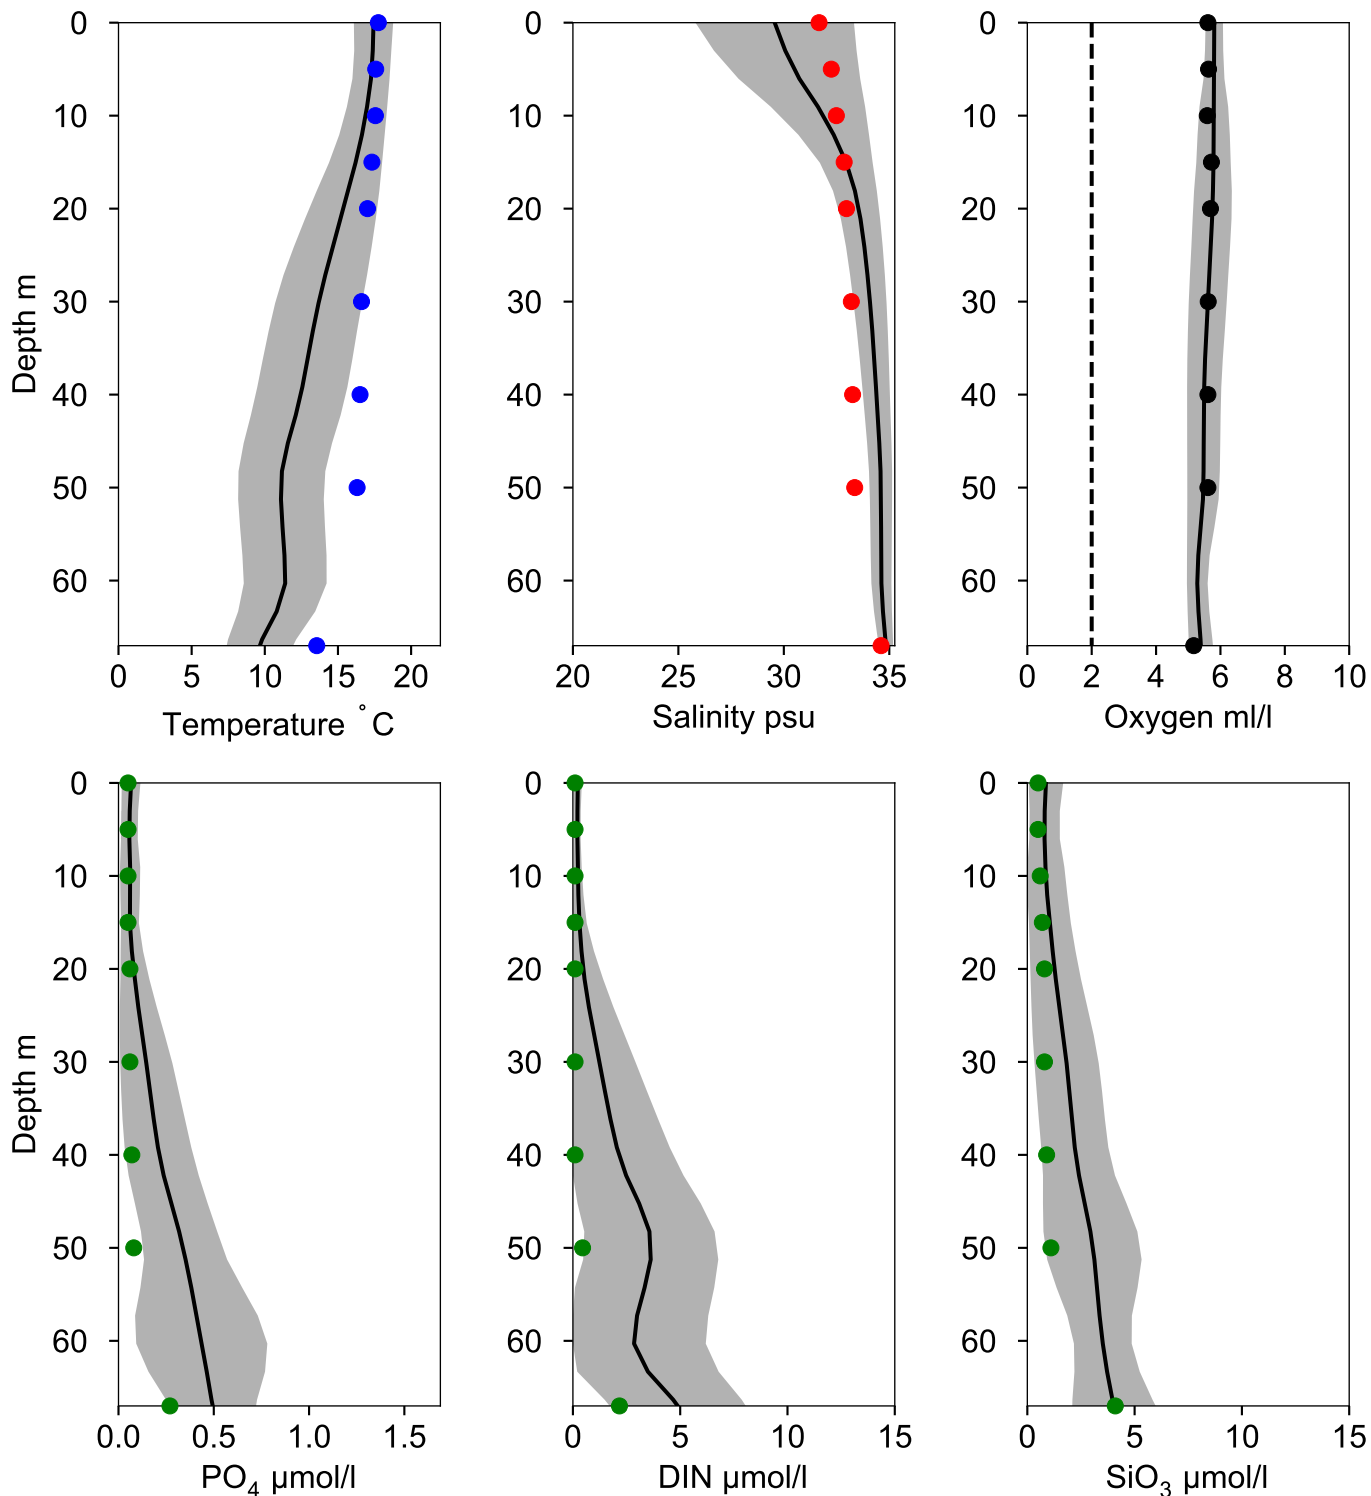 0 0 0
10 10 10
20 20 20
30 30 30
40 40 40
50 50 50
60 60 60
Depth m
0 5 10 15 20 20 25 30 35 0 2 4 6 8 10
Temperature °C Salinity psu Oxygen ml/l
0 0 0
10 10 10
20 20 20
30 30 30
40 40 40
50 50 50
60 60 60
Depth m
0.0 0.5 1.0 1.5 0 5 10 15 0 5 10 15
PO₄ µmol/l DIN µmol/l SiO₃ µmol/l